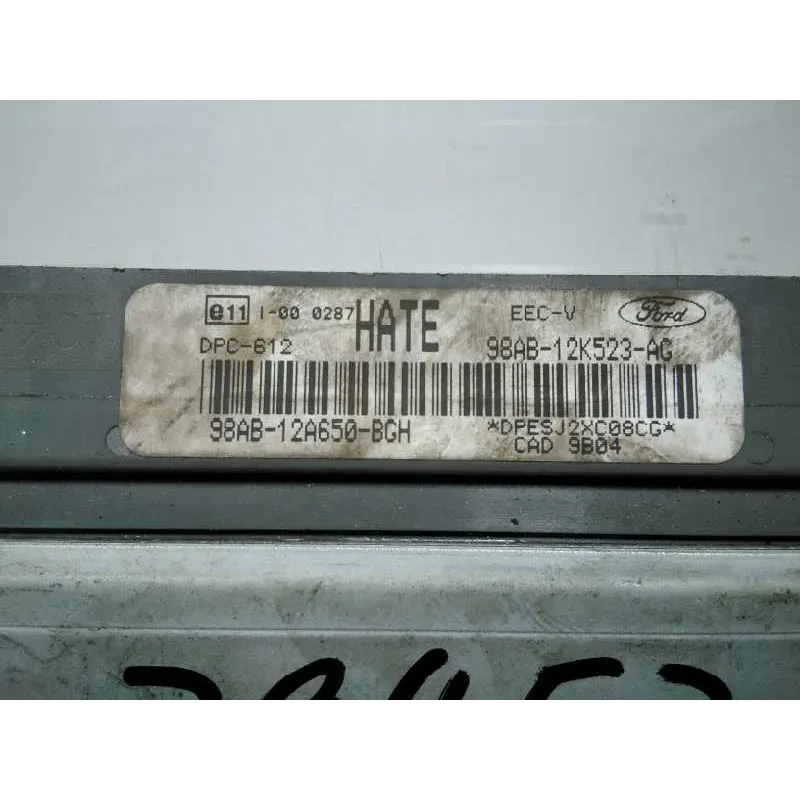 e11 I-00 0287 HATE EEC-V Ford
DPC-612 98AB-12K523-AG
98AB-12A650-BGH *DPESJ2XC08CG*
CAD 9B04